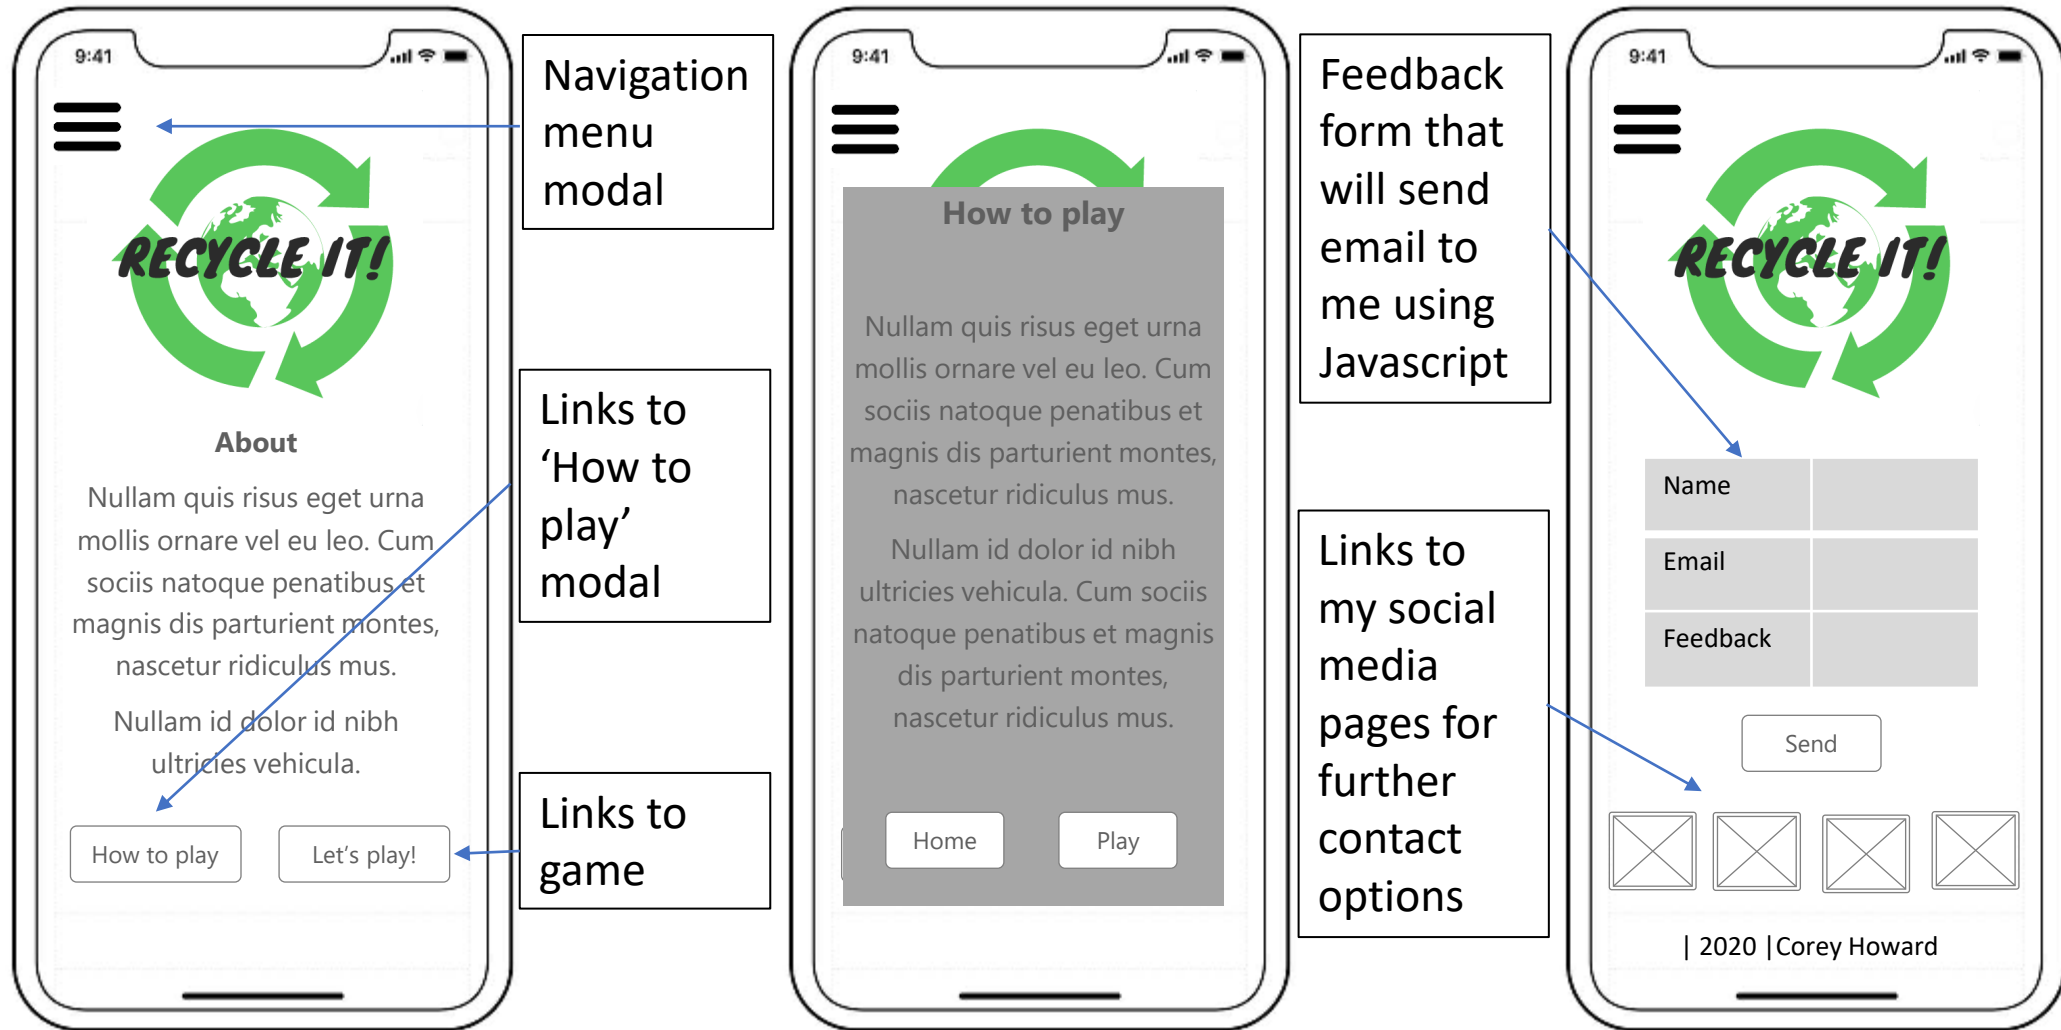 9:41
RECYCLE IT!
About
Nullam quis risus eget urna
mollis ornare vel eu leo. Cum
sociis natoque penatibus et
magnis dis parturient montes,
nascetur ridiculus mus.
Nullam id dolor id nibh
ultricies vehicula.
How to play
Let's play!
Navigation
menu
modal
Links to
‘How to
play’
modal
Links to
game
9:41
How to play
Nullam quis risus eget urna
mollis ornare vel eu leo. Cum
sociis natoque penatibus et
magnis dis parturient montes,
nascetur ridiculus mus.
Nullam id dolor id nibh
ultricies vehicula. Cum sociis
natoque penatibus et magnis
dis parturient montes,
nascetur ridiculus mus.
Home
Play
Feedback
form that
will send
email to
me using
Javascript
Links to
my social
media
pages for
further
contact
options
9:41
RECYCLE IT!
Name
Email
Feedback
Send
| 2020 |Corey Howard